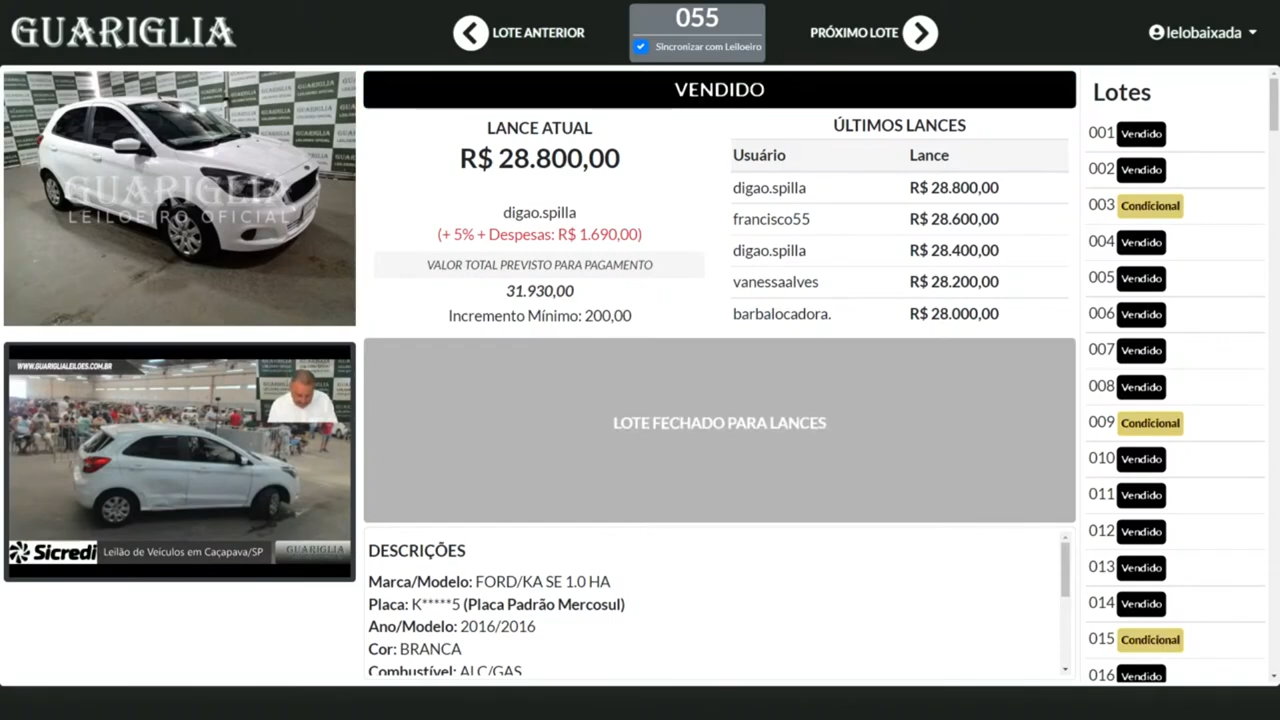 GUARIGLIA
LOTE ANTERIOR
055
Sincronizar com Leiloeiro
PRÓXIMO LOTE
lelobaixada
GUARIGLIA
LEILOEIRO OFICIAL
VENDIDO
LANCE ATUAL
R$ 28.800,00
digao.spilla
(+ 5% + Despesas: R$ 1.690,00)
VALOR TOTAL PREVISTO PARA PAGAMENTO
31.930,00
Incremento Mínimo: 200,00
ÚLTIMOS LANCES
Usuário Lance
digao.spilla R$ 28.800,00
francisco55 R$ 28.600,00
digao.spilla R$ 28.400,00
vanessaalves R$ 28.200,00
barbalocadora. R$ 28.000,00
WWW.GUARIGLIALEILOES.COM.BR
Sicredi
Leilão de Veículos em Caçapava/SP
GUARIGLIA
LOTE FECHADO PARA LANCES
DESCRIÇÕES
Marca/Modelo: FORD/KA SE 1.0 HA
Placa: K*****5 (Placa Padrão Mercosul)
Ano/Modelo: 2016/2016
Cor: BRANCA
Combustível: ALC/GAS
Lotes
001 Vendido
002 Vendido
003 Condicional
004 Vendido
005 Vendido
006 Vendido
007 Vendido
008 Vendido
009 Condicional
010 Vendido
011 Vendido
012 Vendido
013 Vendido
014 Vendido
015 Condicional
016 Vendido